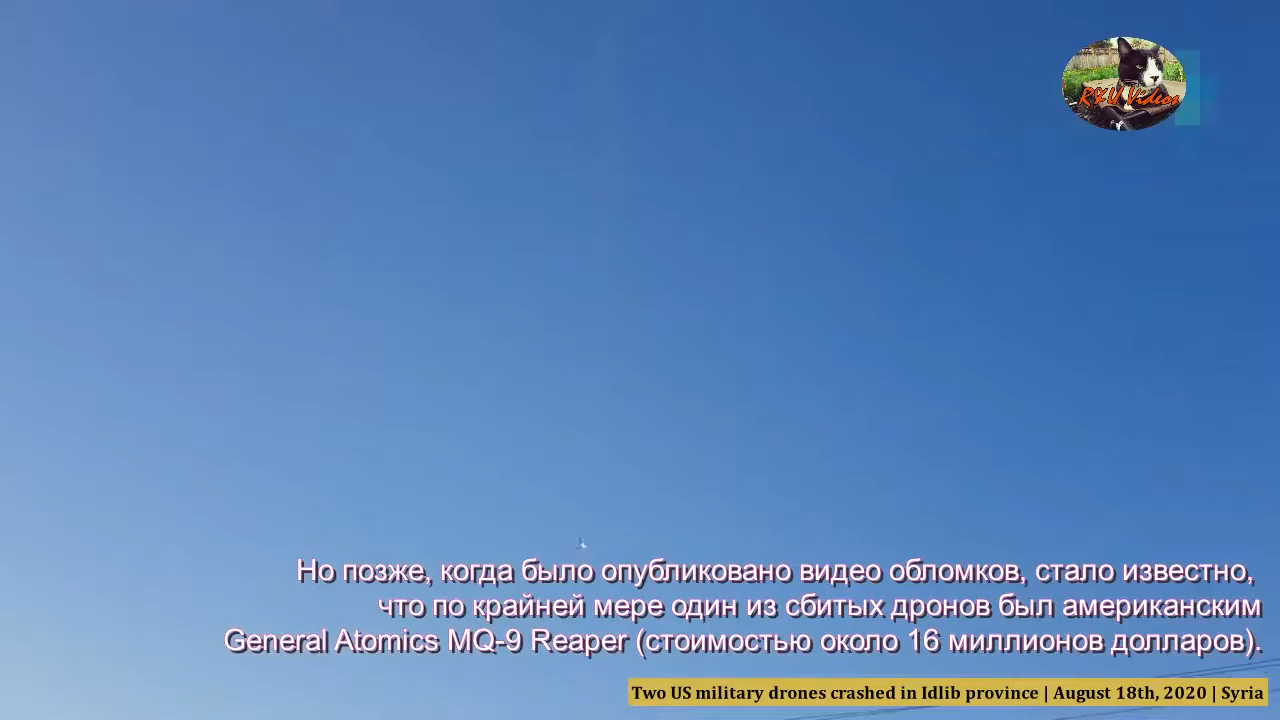 R&U Videos
Но позже, когда было опубликовано видео обломков, стало известно,
что по крайней мере один из сбитых дронов был американским
General Atomics MQ-9 Reaper (стоимостью около 16 миллионов долларов).
Two US military drones crashed in Idlib province | August 18th, 2020 | Syria